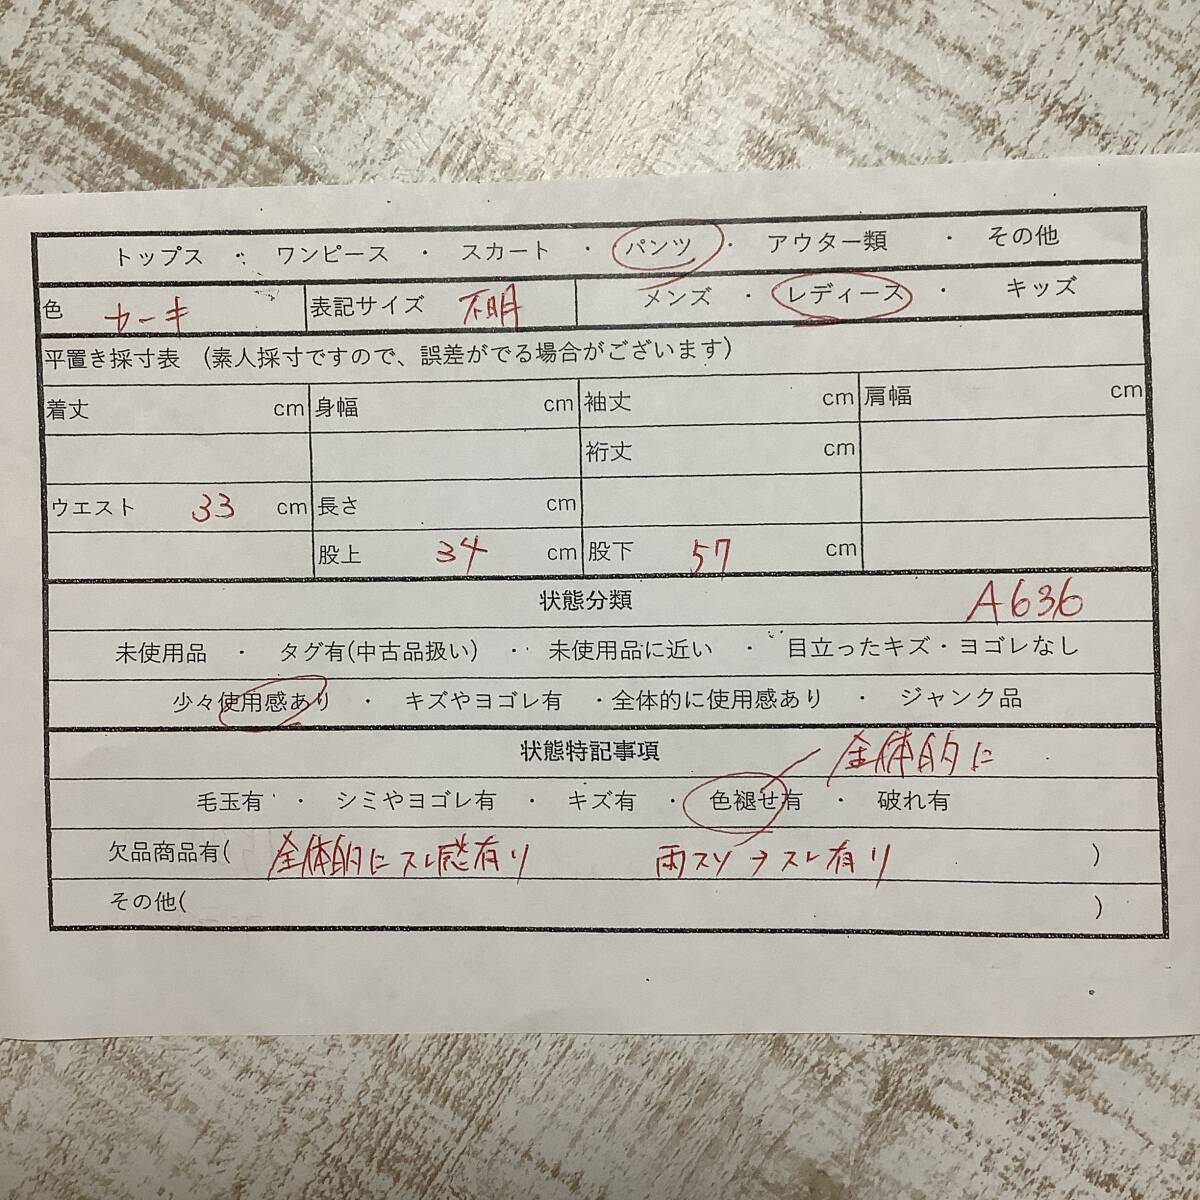 トップス ・ ワンピース ・ スカート ・ パンツ ・ アウター類 ・ その他
色 カーキ 表記サイズ 不明 メンズ ・ レディース ・ キッズ
平置き採寸表 (素人採寸ですので、誤差がでる場合がございます)
着丈 cm 身幅 cm 袖丈 cm 肩幅 cm
裄丈 cm
ウエスト 33 cm 長さ cm
股上 34 cm 股下 57 cm
状態分類 A636
未使用品 ・ タグ有(中古品扱い) ・ 未使用品に近い ・ 目立ったキズ・ヨゴレなし
少々使用感あり ・ キズやヨゴレ有 ・全体的に使用感あり ・ ジャンク品
状態特記事項 全体的に
毛玉有 ・ シミやヨゴレ有 ・ キズ有 ・ 色褪せ有 ・ 破れ有
欠品商品有( 全体的にスレ感有り 両スソ→スレ有り )
その他( )